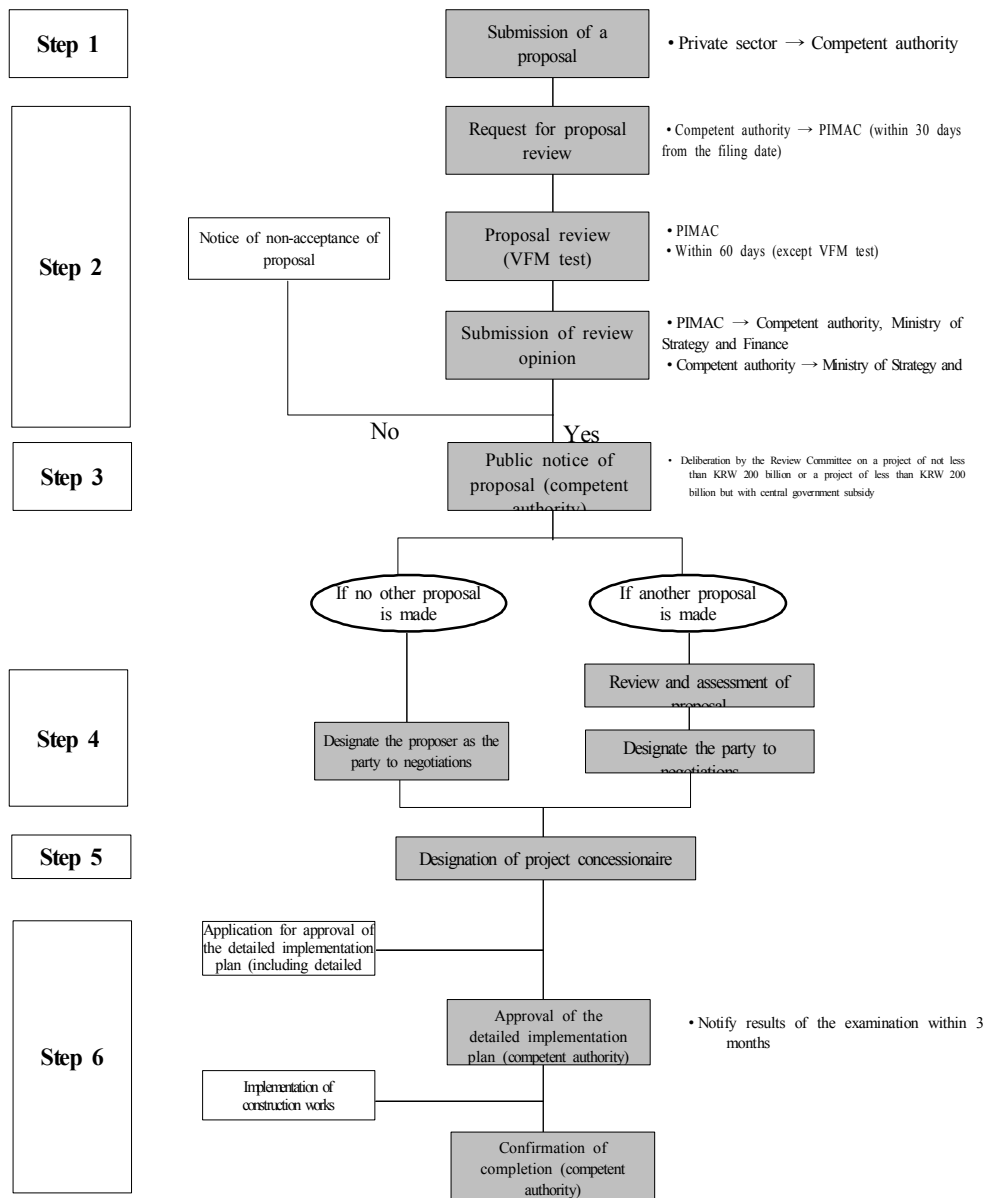 Step 1
Submission of a
proposal
• Private sector → Competent authority
Step 2
Request for proposal
review
• Competent authority → PIMAC (within 30 days
from the filing date)
Notice of non-acceptance of
proposal
Proposal review
(VFM test)
• PIMAC
• Within 60 days (except VFM test)
Submission of review
opinion
• PIMAC → Competent authority, Ministry of
Strategy and Finance
• Competent authority → Ministry of Strategy and
No
Yes
Step 3
Public notice of
proposal (competent
authority)
• Deliberation by the Review Committee on a project of not less
than KRW 200 billion or a project of less than KRW 200
billion but with central government subsidy
If no other proposal
is made
If another proposal
is made
Step 4
Review and assessment of
proposal
Designate the proposer as the
party to negotiations
Designate the party to
negotiations
Step 5
Designation of project concessionaire
Step 6
Application for approval of
the detailed implementation
plan (including detailed
Approval of the
detailed implementation
plan (competent authority)
• Notify results of the examination within 3
months
Implementation of
construction works
Confirmation of
completion (competent
authority)